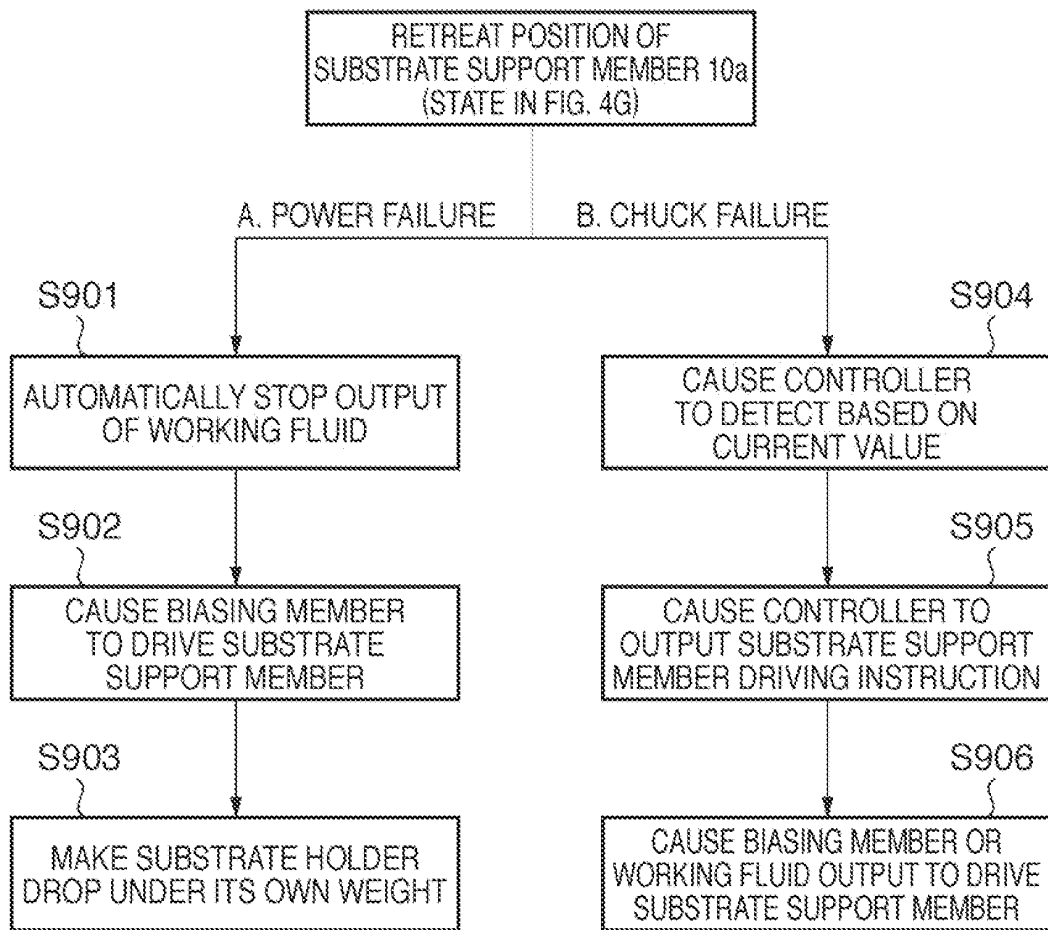 RETREAT POSITION OF
SUBSTRATE SUPPORT MEMBER 10a
(STATE IN FIG. 4G)
A. POWER FAILURE
B. CHUCK FAILURE
S901
AUTOMATICALLY STOP OUTPUT
OF WORKING FLUID
S902
CAUSE BIASING MEMBER
TO DRIVE SUBSTRATE
SUPPORT MEMBER
S903
MAKE SUBSTRATE HOLDER
DROP UNDER ITS OWN WEIGHT
S904
CAUSE CONTROLLER
TO DETECT BASED ON
CURRENT VALUE
S905
CAUSE CONTROLLER TO
OUTPUT SUBSTRATE SUPPORT
MEMBER DRIVING INSTRUCTION
S906
CAUSE BIASING MEMBER OR
WORKING FLUID OUTPUT TO DRIVE
SUBSTRATE SUPPORT MEMBER